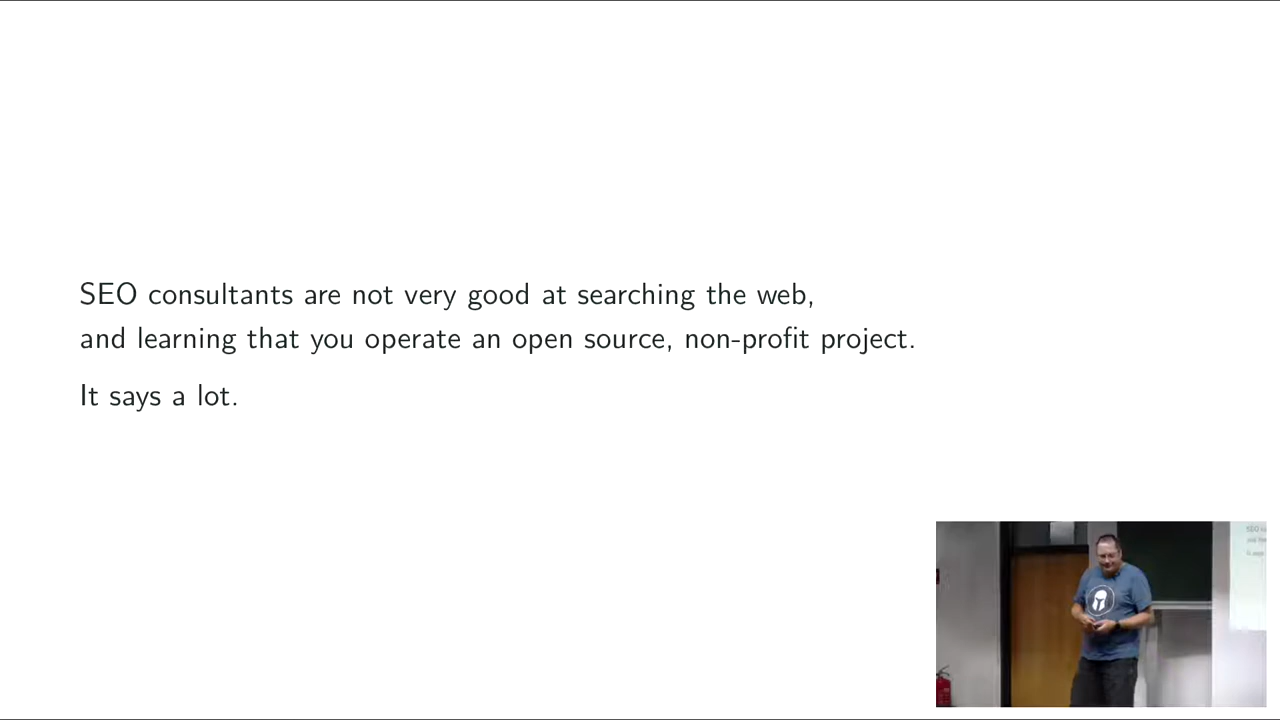 SEO consultants are not very good at searching the web,
and learning that you operate an open source, non-profit project.
It says a lot.